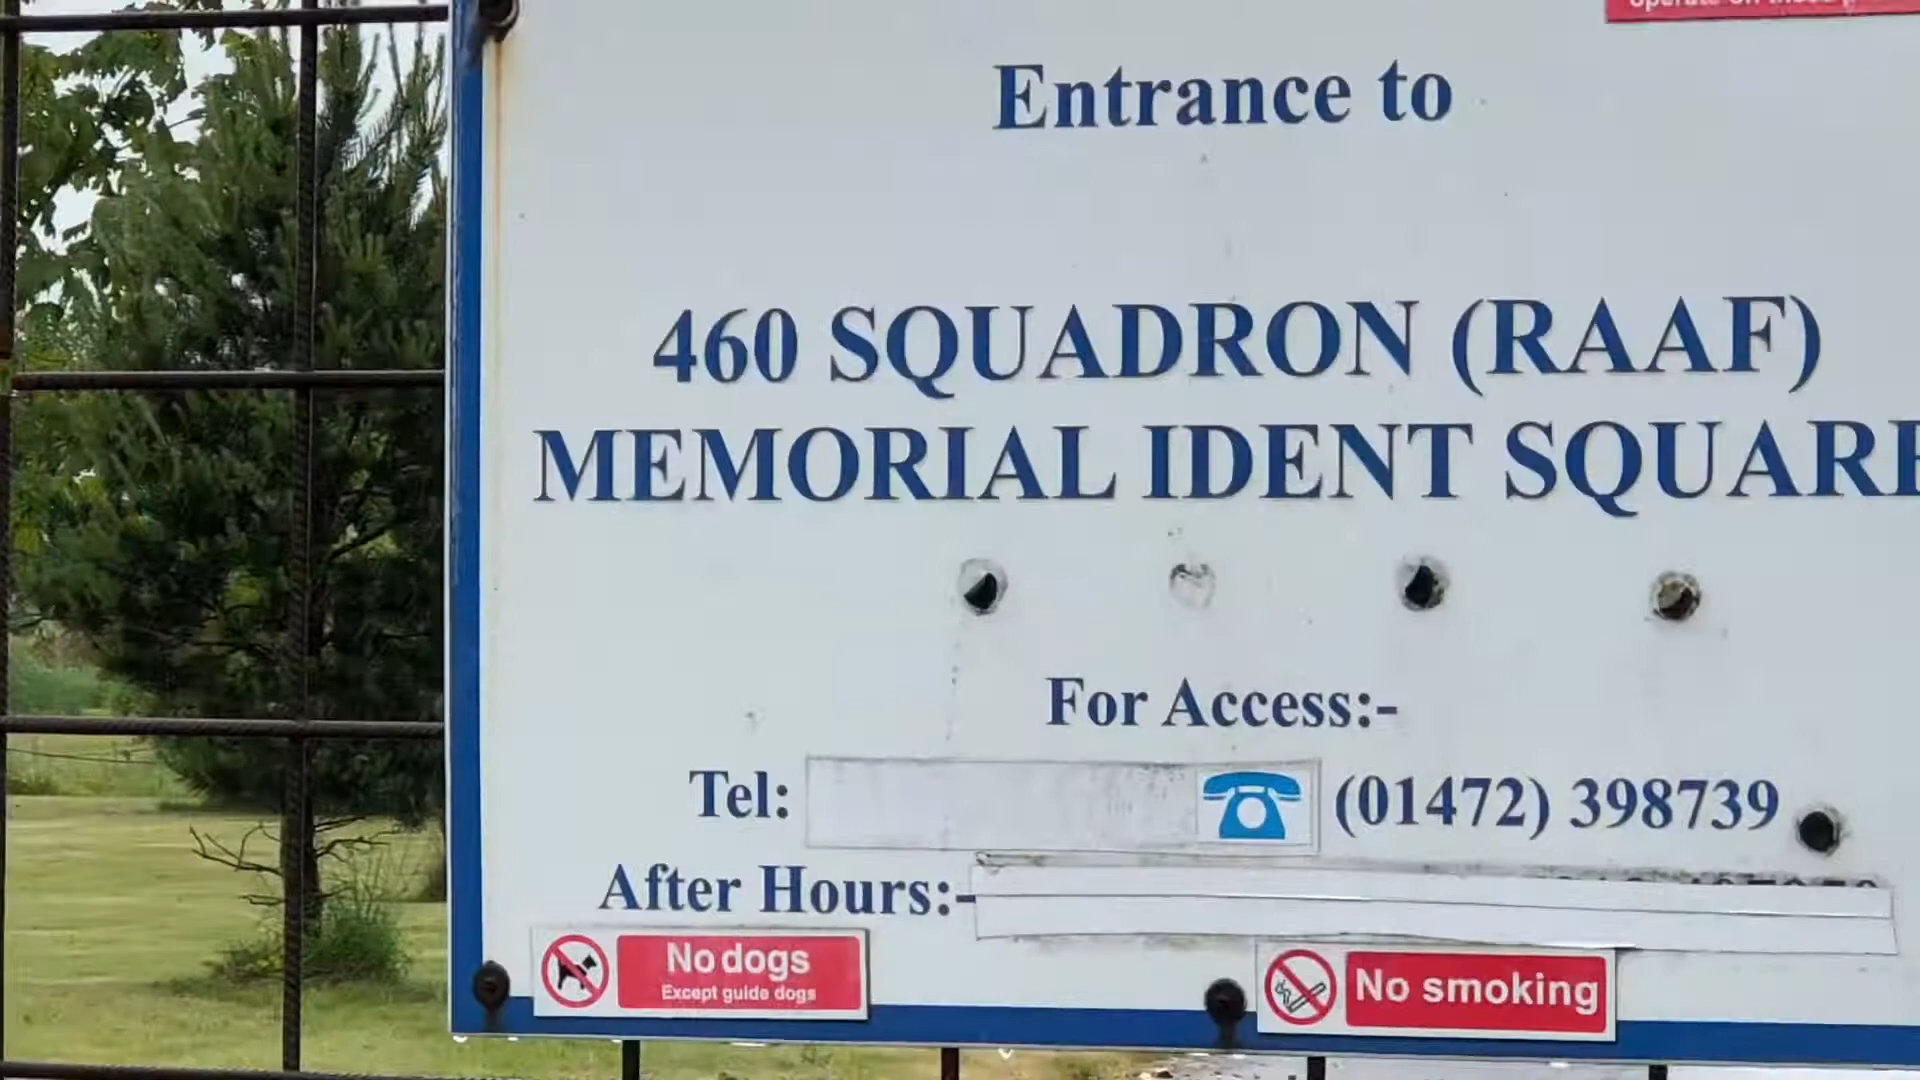 Entrance to
460 SQUADRON (RAAF)
MEMORIAL IDENT SQUARE
For Access:-
Tel: (01472) 398739
After Hours:-
No dogs
Except guide dogs
No smoking